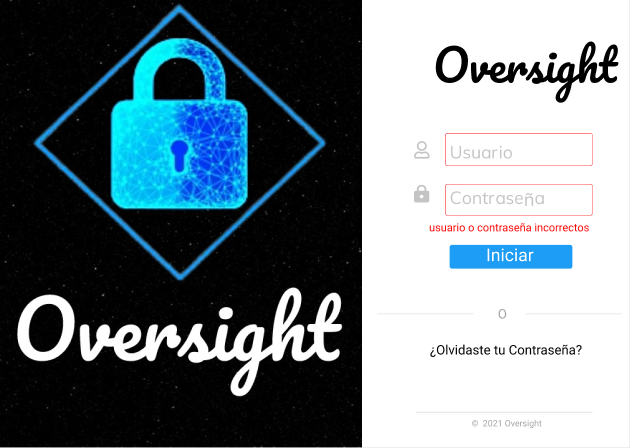 Oversight
Oversight
Usuario
Contraseña
usuario o contraseña incorrectos
Iniciar
O
¿Olvidaste tu Contraseña?
© 2021 Oversight